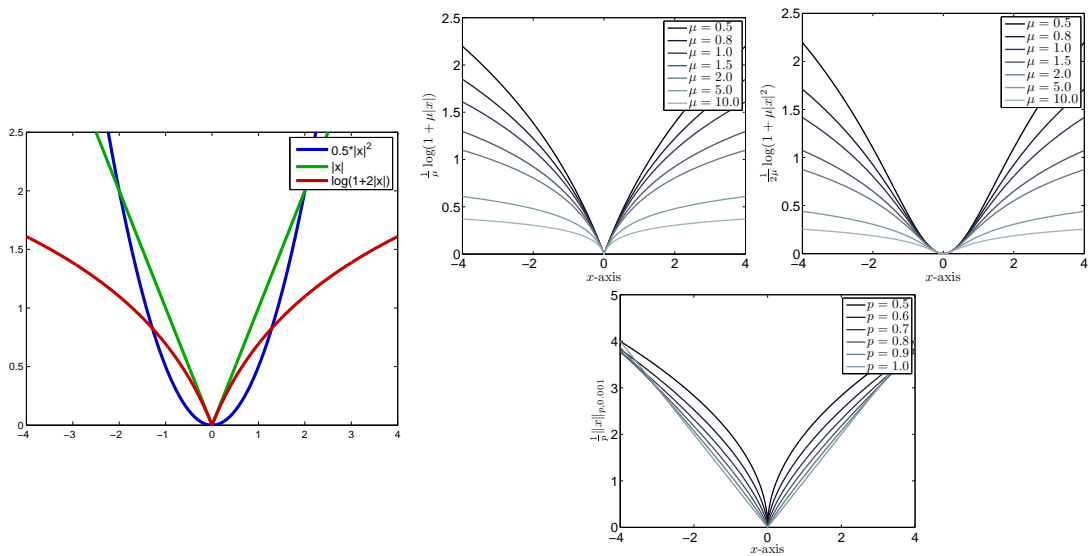 2.5
2
1.5
1
0.5
0
−4 −3 −2 −1 0 1 2 3 4
0.5*|x|²
|x|
log(1+2|x|)
2.5
2
1.5
1
0.5
0
−4 −2 0 2 4
x-axis
1/μ log(1 + μ|x|)
μ = 0.5
μ = 0.8
μ = 1.0
μ = 1.5
μ = 2.0
μ = 5.0
μ = 10.0
2.5
2
1.5
1
0.5
0
−4 −2 0 2 4
x-axis
1/2μ log(1 + μ|x|²)
μ = 0.5
μ = 0.8
μ = 1.0
μ = 1.5
μ = 2.0
μ = 5.0
μ = 10.0
5
4
3
2
1
0
−4 −2 0 2 4
x-axis
1/p ||x||p,0.001
p = 0.5
p = 0.6
p = 0.7
p = 0.8
p = 0.9
p = 1.0